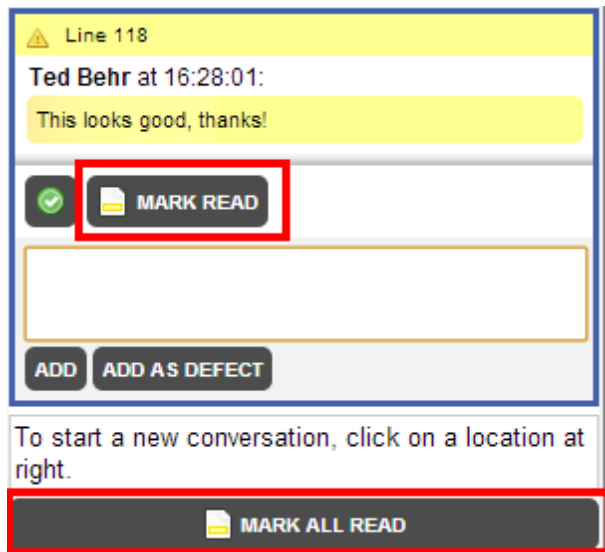 Line 118
Ted Behr at 16:28:01:
This looks good, thanks!
MARK READ
ADD ADD AS DEFECT
To start a new conversation, click on a location at
right.
MARK ALL READ